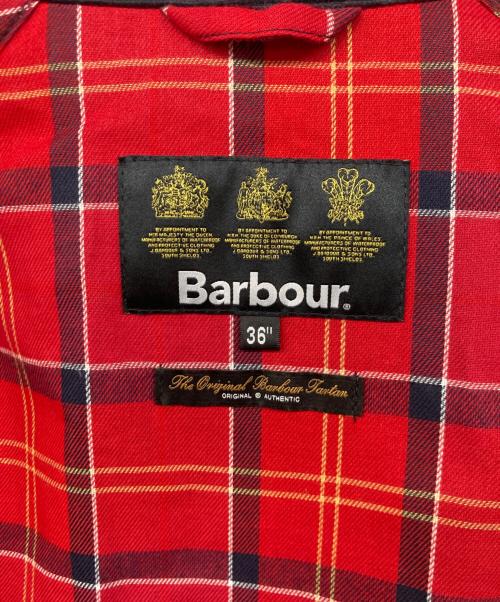 BY APPOINTMENT TO
HER MAJESTY THE QUEEN
MANUFACTURERS OF WATERPROOF
AND PROTECTIVE CLOTHING
J.BARBOUR & SONS LTD
SOUTH SHIELDS
BY APPOINTMENT TO
H.R.H. THE DUKE OF EDINBURGH
MANUFACTURERS OF WATERPROOF
AND PROTECTIVE CLOTHING
J.BARBOUR & SONS LTD
SOUTH SHIELDS
BY APPOINTMENT TO
H.R.H. THE PRINCE OF WALES
MANUFACTURERS OF WATERPROOF
AND PROTECTIVE CLOTHING
J.BARBOUR & SONS LTD.
SOUTH SHIELDS
Barbour®
36"
The Original Barbour Tartan
ORIGINAL ® AUTHENTIC